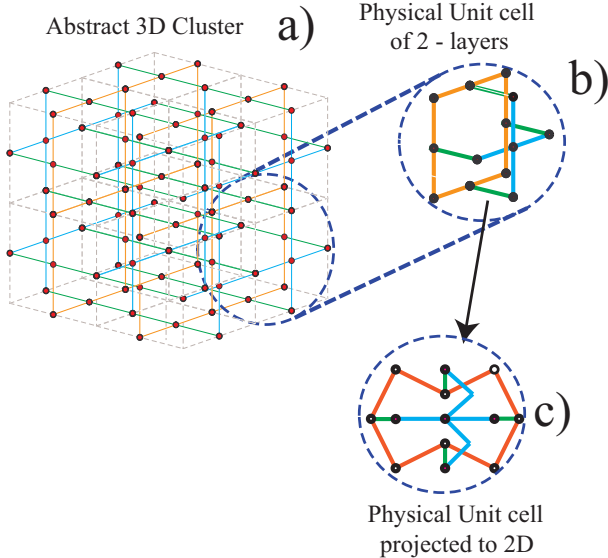 Abstract 3D Cluster
a)
Physical Unit cell
of 2 - layers
b)
c)
Physical Unit cell
projected to 2D